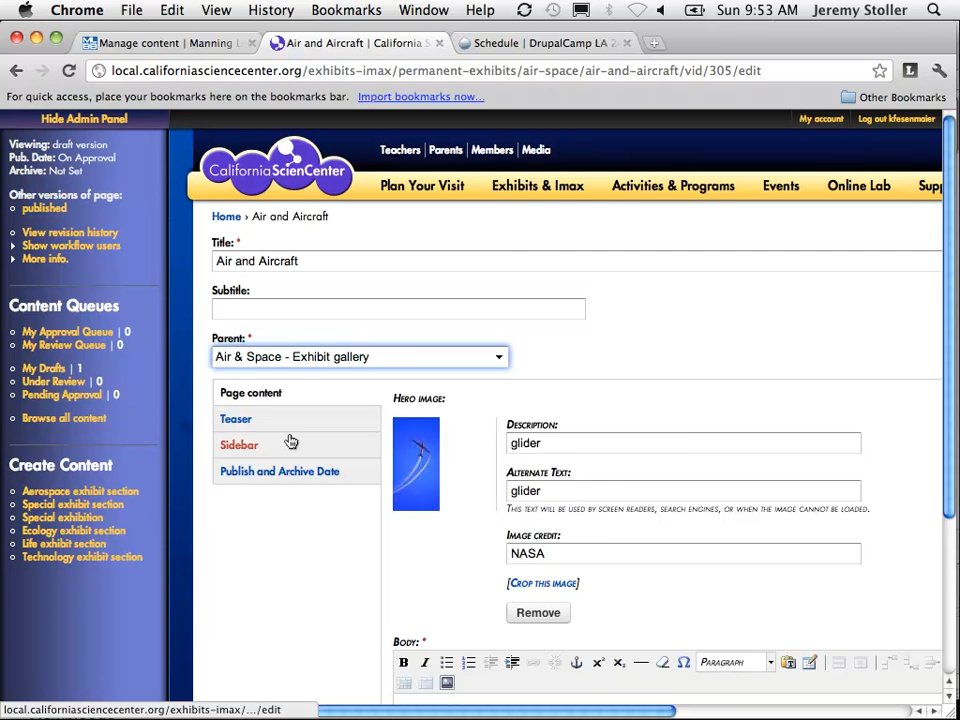 Chrome File Edit View History Bookmarks Window Help Sun 9:53 AM Jeremy Stoller
Manage content | Manning L
Air and Aircraft | California S
Schedule | DrupalCamp LA 2
local.californiasciencecenter.org/exhibits-imax/permanent-exhibits/air-space/air-and-aircraft/vid/305/edit
For quick access, place your bookmarks here on the bookmarks bar. Import bookmarks now... Other Bookmarks
Hide Admin Panel
My account Log out kfesenmaier
Viewing: draft version
Pub. Date: On Approval
Archive: Not Set
Other versions of page:
published
View revision history
Show workflow users
More info.
Content Queues
My Approval Queue | 0
My Review Queue | 0
My Drafts | 1
Under Review | 0
Pending Approval | 0
Browse all content
Create Content
Aerospace exhibit section
Special exhibit section
Special exhibition
Ecology exhibit section
Life exhibit section
Technology exhibit section
California ScienCenter
Teachers | Parents | Members | Media
Plan Your Visit Exhibits & Imax Activities & Programs Events Online Lab Supp
Home › Air and Aircraft
Title: *
Air and Aircraft
Subtitle:
Parent: *
Air & Space - Exhibit gallery
Page content
Teaser
Sidebar
Publish and Archive Date
Hero image:
Description:
glider
Alternate Text:
glider
This text will be used by screen readers, search engines, or when the image cannot be loaded.
Image credit:
NASA
[Crop this image]
Remove
Body: *
B I Paragraph
local.californiasciencecenter.org/exhibits-imax/.../edit